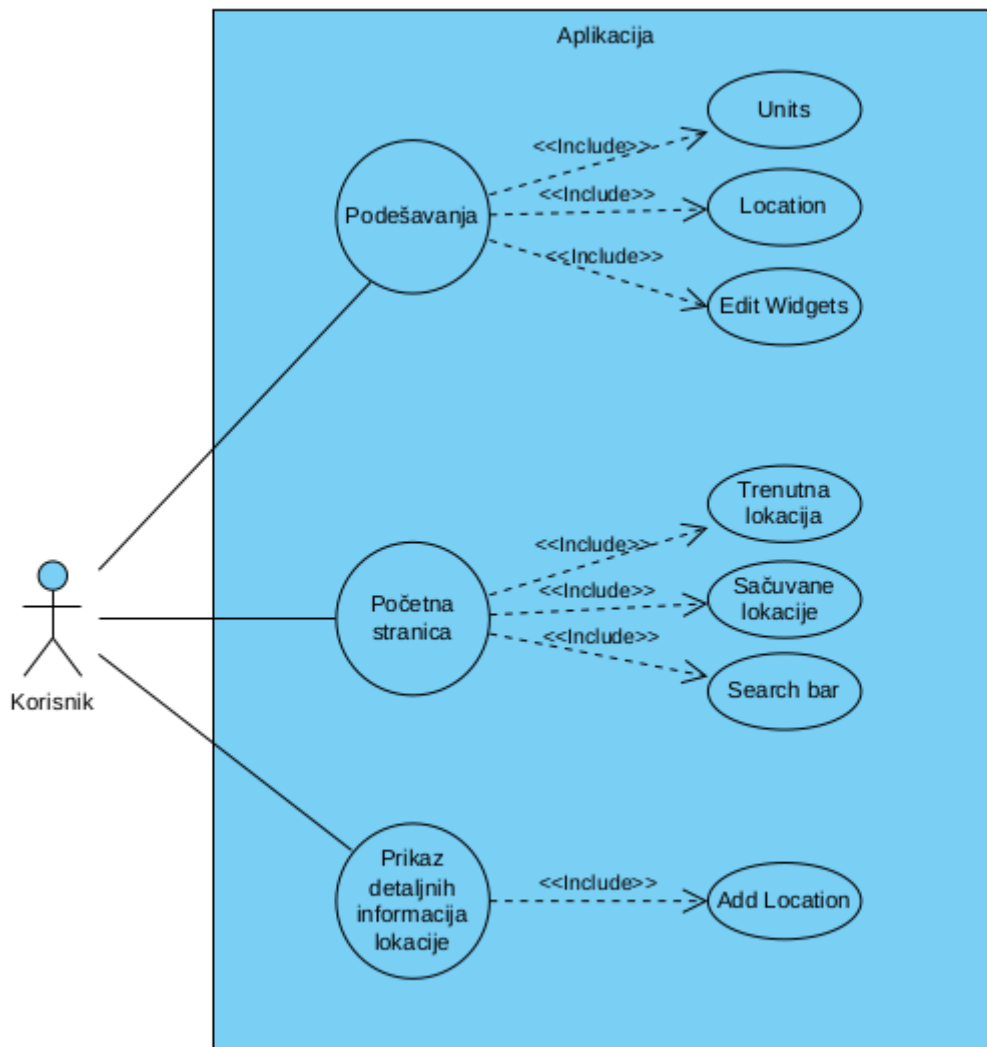 Aplikacija
Units
<<Include>>
Podešavanja
<<Include>>
Location
<<Include>>
Edit Widgets
Trenutna
lokacija
<<Include>>
Početna
stranica
<<Include>>
Sačuvane
lokacije
<<Include>>
Search bar
Korisnik
Prikaz
detaljnih
informacija
lokacije
<<Include>>
Add Location